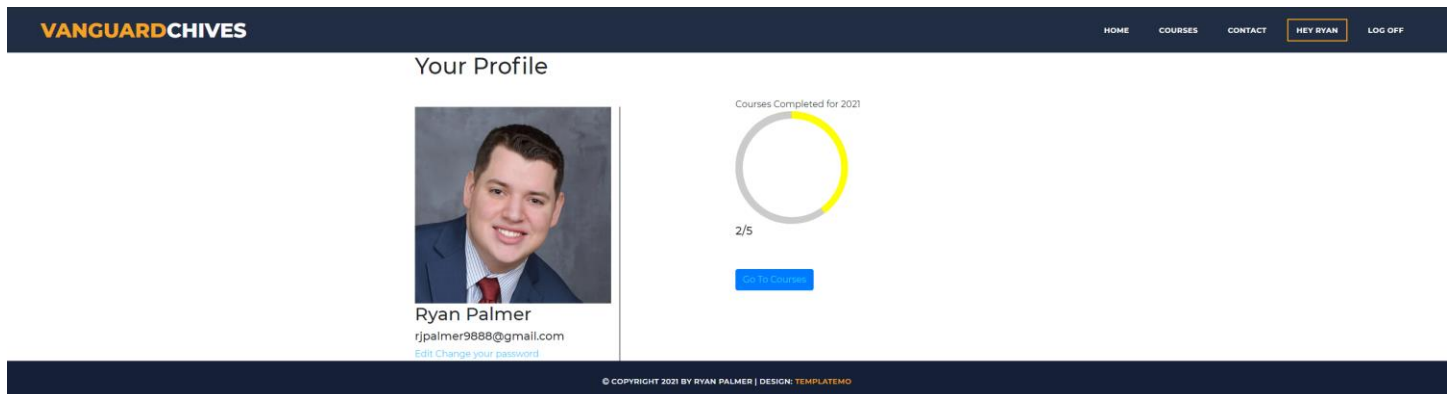 VANGUARDCHIVES
HOME COURSES CONTACT HEY RYAN LOG OFF
Your Profile
Courses Completed for 2021
2/5
Go To Courses
Ryan Palmer
rjpalmer9888@gmail.com
Edit Change your password
© COPYRIGHT 2021 BY RYAN PALMER | DESIGN: TEMPLATEMO